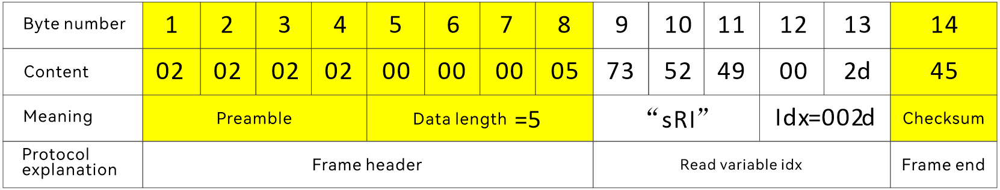 Byte number 1 2 3 4 5 6 7 8 9 10 11 12 13 14
Content 02 02 02 02 00 00 00 05 73 52 49 00 2d 45
Meaning Preamble Data length =5 “sRI” Idx=002d Checksum
Protocol
explanation Frame header Read variable idx Frame end